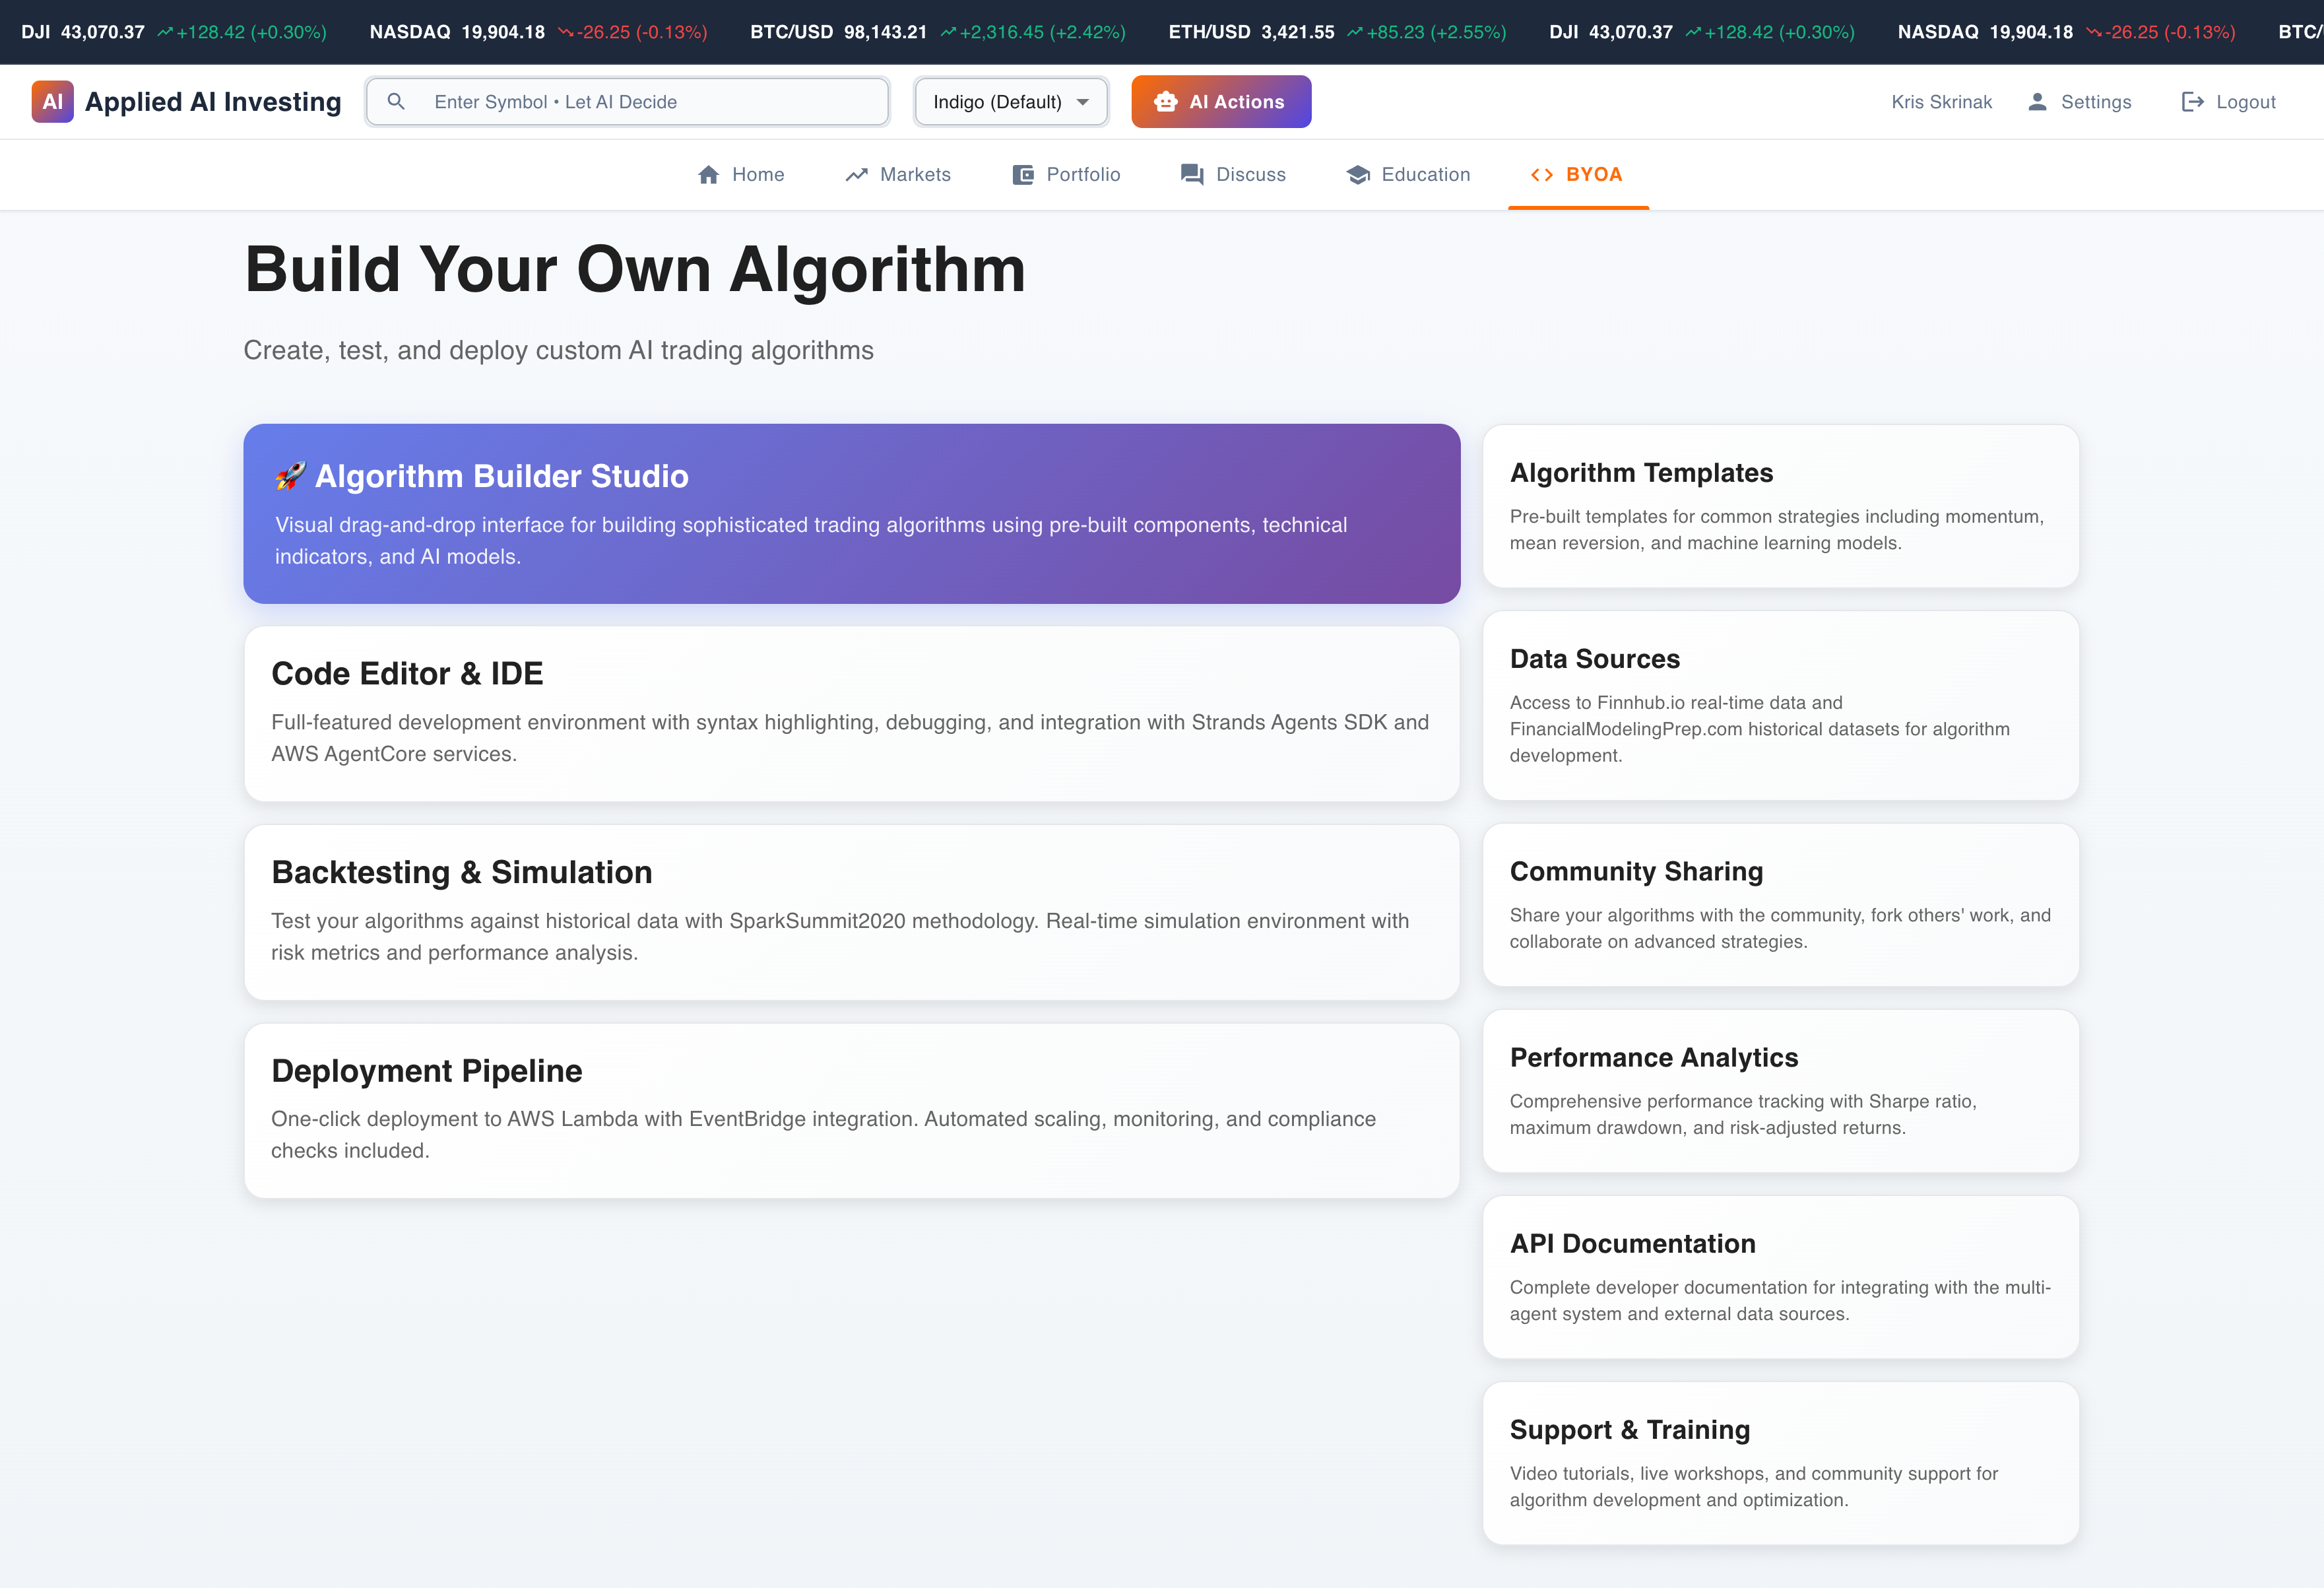 DJI 43,070.37 +128.42 (+0.30%) NASDAQ 19,904.18 -26.25 (-0.13%) BTC/USD 98,143.21 +2,316.45 (+2.42%) ETH/USD 3,421.55 +85.23 (+2.55%) DJI 43,070.37 +128.42 (+0.30%) NASDAQ 19,904.18 -26.25 (-0.13%) BTC/
AI Applied AI Investing Enter Symbol • Let AI Decide Indigo (Default) AI Actions Kris Skrinak Settings Logout
Home Markets Portfolio Discuss Education BYOA
Build Your Own Algorithm
Create, test, and deploy custom AI trading algorithms
🚀 Algorithm Builder Studio
Visual drag-and-drop interface for building sophisticated trading algorithms using pre-built components, technical
indicators, and AI models.
Code Editor & IDE
Full-featured development environment with syntax highlighting, debugging, and integration with Strands Agents SDK and
AWS AgentCore services.
Backtesting & Simulation
Test your algorithms against historical data with SparkSummit2020 methodology. Real-time simulation environment with
risk metrics and performance analysis.
Deployment Pipeline
One-click deployment to AWS Lambda with EventBridge integration. Automated scaling, monitoring, and compliance
checks included.
Algorithm Templates
Pre-built templates for common strategies including momentum,
mean reversion, and machine learning models.
Data Sources
Access to Finnhub.io real-time data and
FinancialModelingPrep.com historical datasets for algorithm
development.
Community Sharing
Share your algorithms with the community, fork others' work, and
collaborate on advanced strategies.
Performance Analytics
Comprehensive performance tracking with Sharpe ratio,
maximum drawdown, and risk-adjusted returns.
API Documentation
Complete developer documentation for integrating with the multi-
agent system and external data sources.
Support & Training
Video tutorials, live workshops, and community support for
algorithm development and optimization.